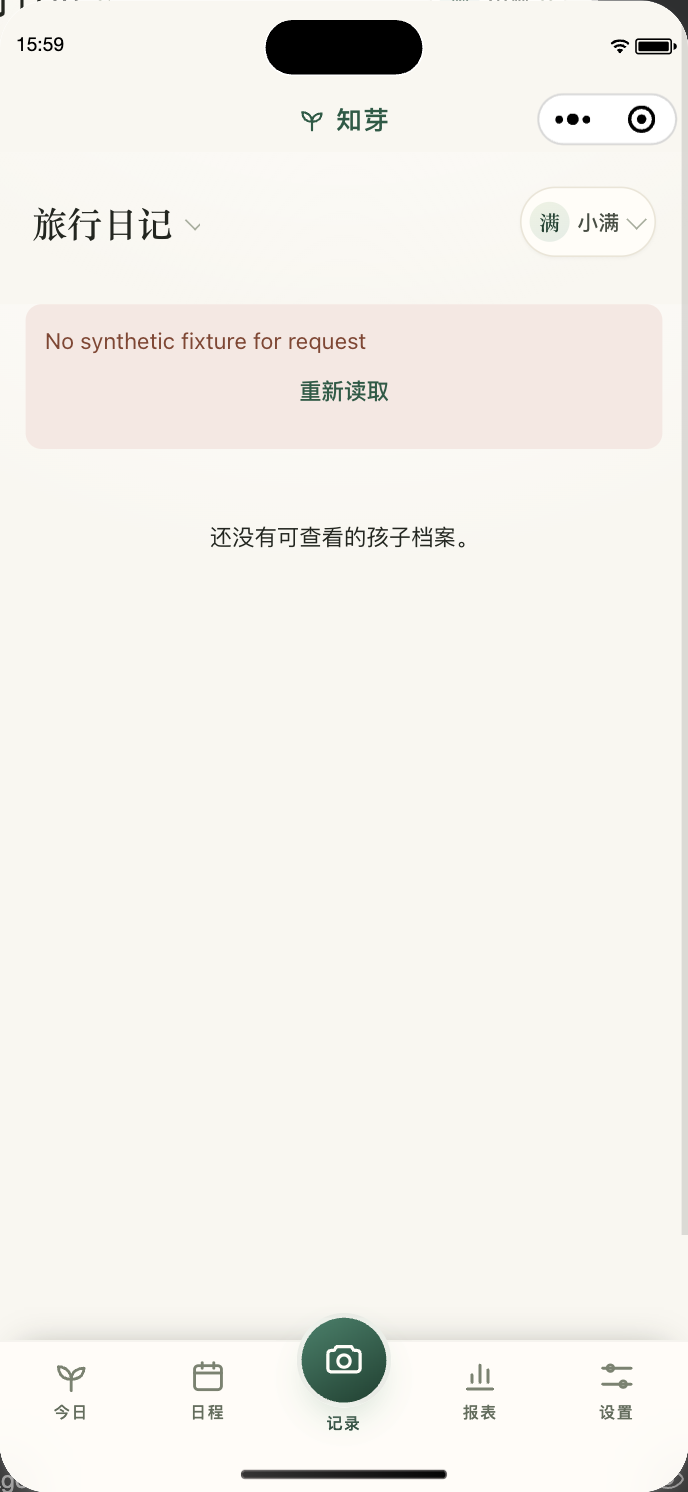 15:59
知芽
旅行日记
满 小满
No synthetic fixture for request
重新读取
还没有可查看的孩子档案。
今日
日程
记录
报表
设置